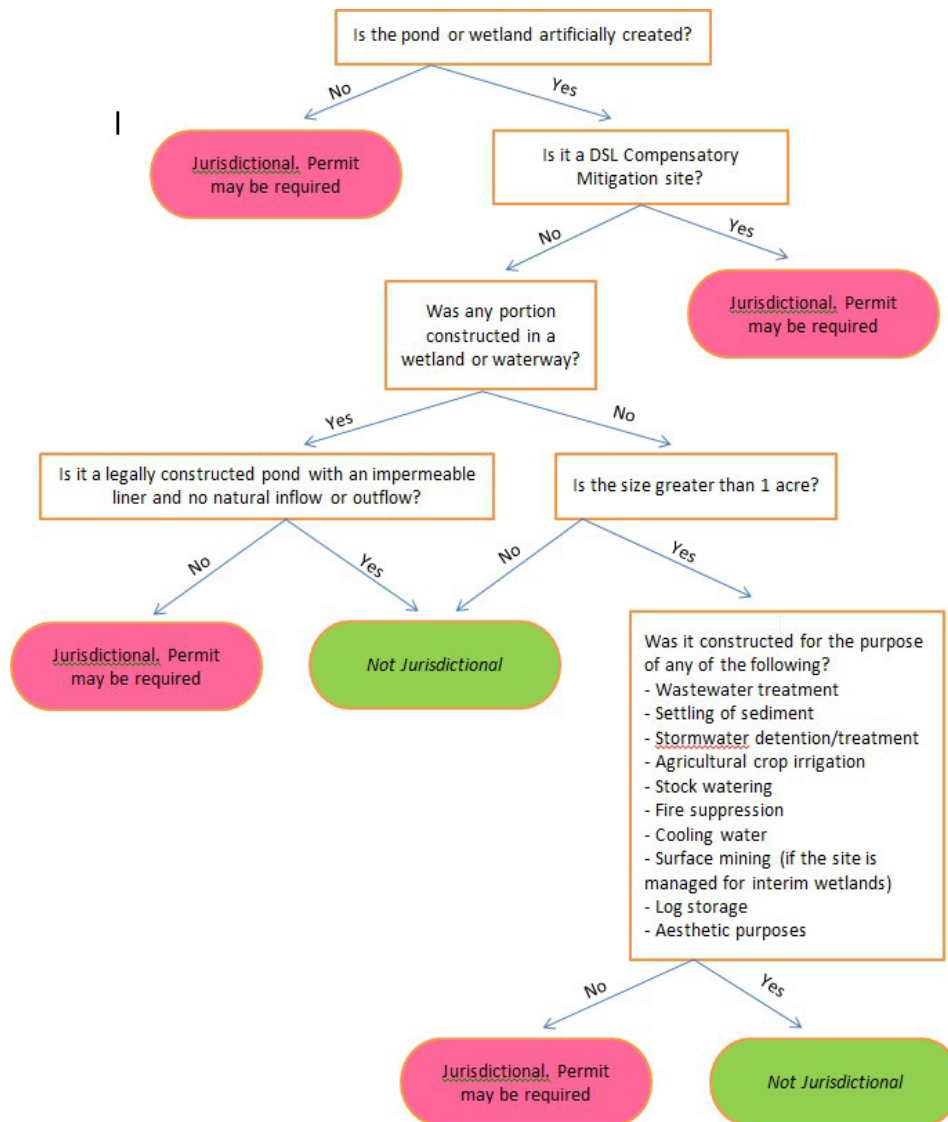 Is the pond or wetland artificially created?
No
Yes
Jurisdictional. Permit
may be required
Is it a DSL Compensatory
Mitigation site?
No
Yes
Was any portion
constructed in a
wetland or waterway?
Jurisdictional. Permit
may be required
Yes
No
Is it a legally constructed pond with an impermeable
liner and no natural inflow or outflow?
Is the size greater than 1 acre?
No
Yes
No
Yes
Jurisdictional. Permit
may be required
Not Jurisdictional
Was it constructed for the purpose
of any of the following?
- Wastewater treatment
- Settling of sediment
- Stormwater detention/treatment
- Agricultural crop irrigation
- Stock watering
- Fire suppression
- Cooling water
- Surface mining (if the site is
managed for interim wetlands)
- Log storage
- Aesthetic purposes
No
Yes
Jurisdictional. Permit
may be required
Not Jurisdictional